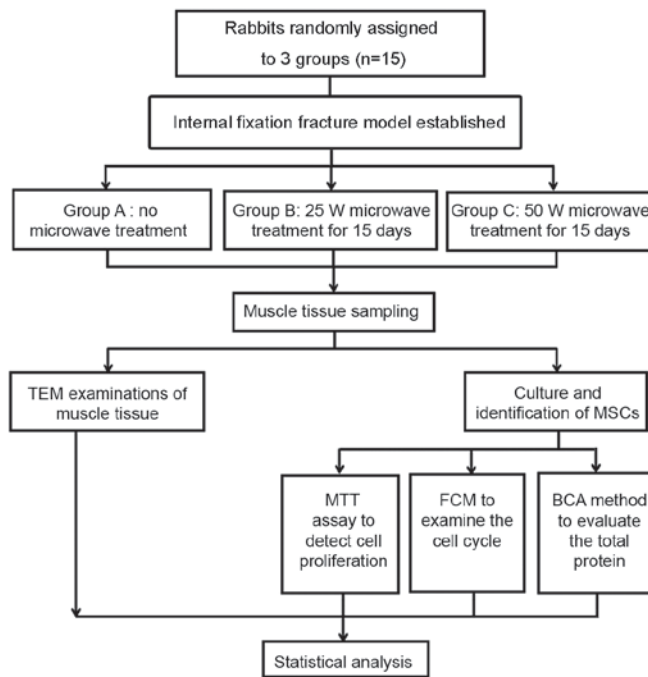 Rabbits randomly assigned
to 3 groups (n=15)
Internal fixation fracture model established
Group A : no
microwave treatment
Group B: 25 W microwave
treatment for 15 days
Group C: 50 W microwave
treatment for 15 days
Muscle tissue sampling
TEM examinations of
muscle tissue
Culture and
identification of MSCs
MTT
assay to
detect cell
proliferation
FCM to
examine the
cell cycle
BCA method
to evaluate
the total
protein
Statistical analysis